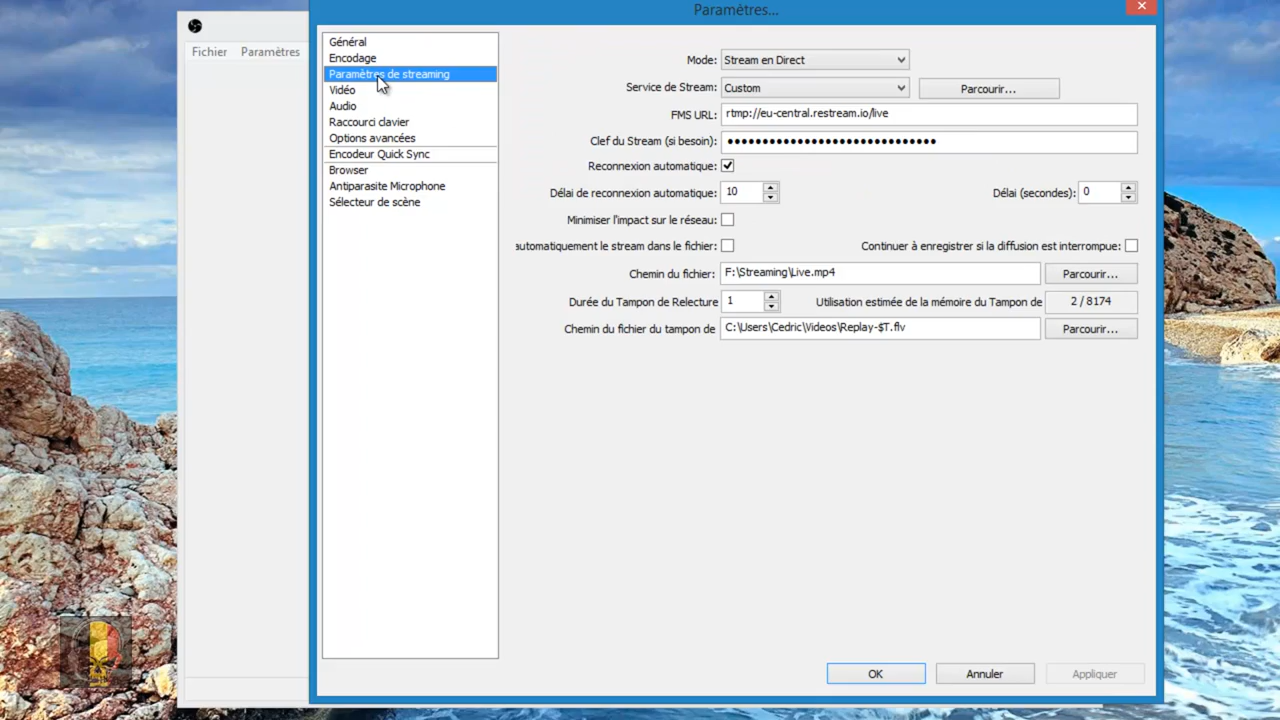 Paramètres...
Fichier Paramètres
Général
Encodage
Paramètres de streaming
Vidéo
Audio
Raccourci clavier
Options avancées
Encodeur Quick Sync
Browser
Antiparasite Microphone
Sélecteur de scène
Mode: Stream en Direct
Service de Stream: Custom Parcourir...
FMS URL: rtmp://eu-central.restream.io/live
Clef du Stream (si besoin): ●●●●●●●●●●●●●●●●●●●●●●●●●●●●●●
Reconnexion automatique:
Délai de reconnexion automatique: 10 Délai (secondes): 0
Minimiser l'impact sur le réseau:
automatiquement le stream dans le fichier: Continuer à enregistrer si la diffusion est interrompue:
Chemin du fichier: F:\Streaming\Live.mp4 Parcourir...
Durée du Tampon de Relecture 1 Utilisation estimée de la mémoire du Tampon de 2 / 8174
Chemin du fichier du tampon de C:\Users\Cedric\Videos\Replay-$T.flv Parcourir...
OK Annuler Appliquer